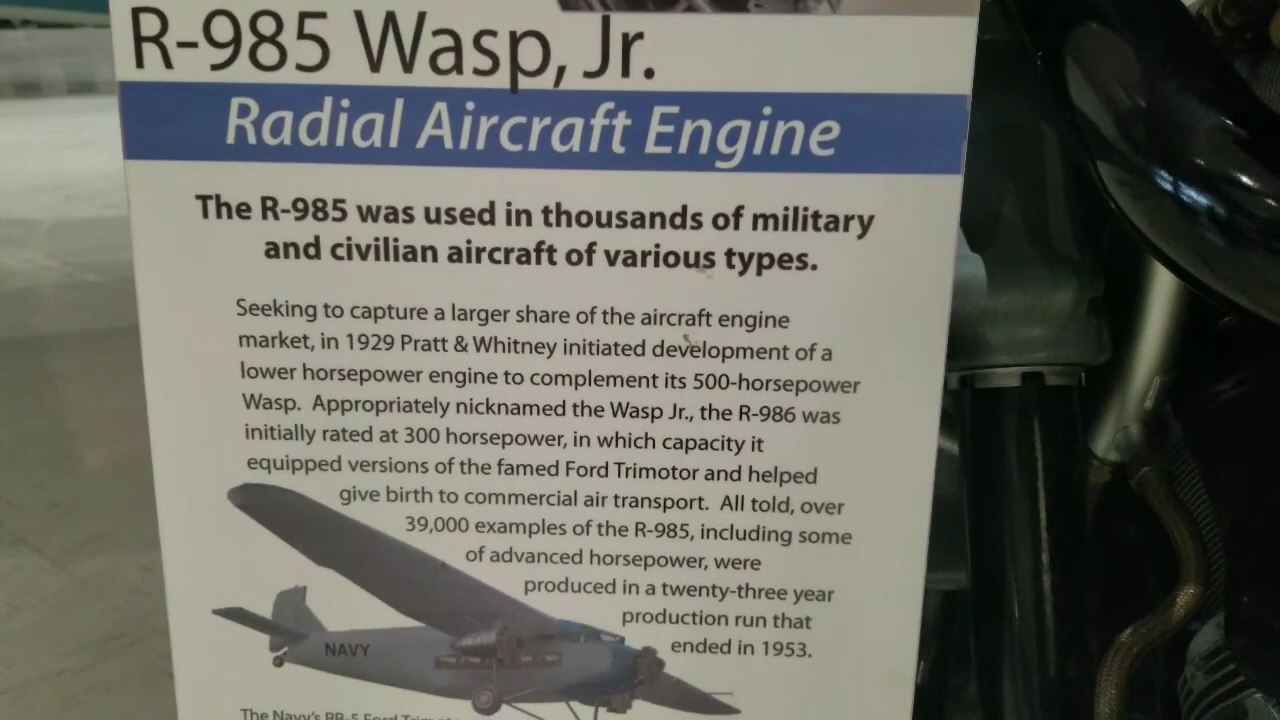 R-985 Wasp, Jr.
Radial Aircraft Engine
The R-985 was used in thousands of military
and civilian aircraft of various types.
Seeking to capture a larger share of the aircraft engine
market, in 1929 Pratt & Whitney initiated development of a
lower horsepower engine to complement its 500-horsepower
Wasp. Appropriately nicknamed the Wasp Jr., the R-986 was
initially rated at 300 horsepower, in which capacity it
equipped versions of the famed Ford Trimotor and helped
give birth to commercial air transport. All told, over
39,000 examples of the R-985, including some
of advanced horsepower, were
produced in a twenty-three year
production run that
ended in 1953.
NAVY
The Navy's RR-5 Ford